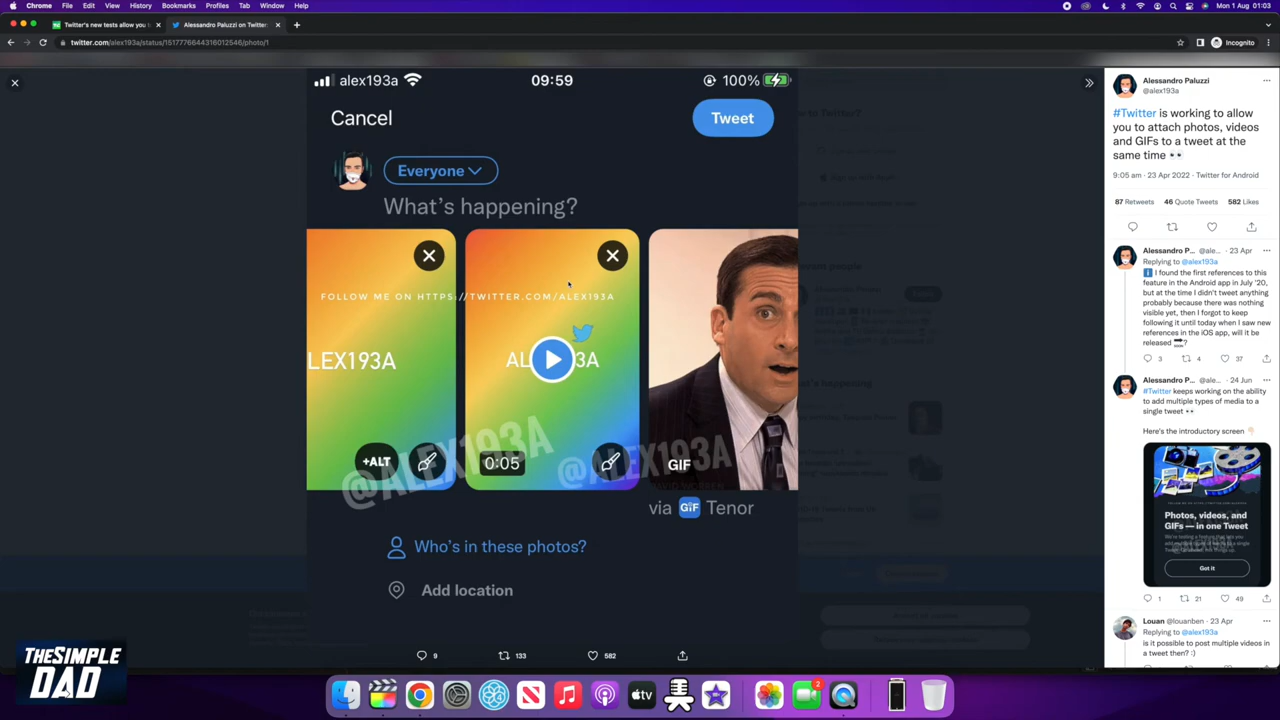 Chrome File Edit View History Bookmarks Profiles Tab Window Help
Mon 1 Aug 01:03
Twitter's new tests allow you t
Alessandro Paluzzi on Twitter:
twitter.com/alex193a/status/1517776644316012546/photo/1
Incognito
alex193a
09:59
100%
Cancel
Tweet
Everyone
What's happening?
FOLLOW ME ON HTTPS://TWITTER.COM/ALEX193A
LEX193A
AL 3A
+ALT
0:05
GIF
@ALEX193A
@ALEX193A
via GIF Tenor
Who's in these photos?
Add location
9
133
582
Alessandro Paluzzi
@alex193a
#Twitter is working to allow
you to attach photos, videos
and GIFs to a tweet at the
same time 👀
9:05 am · 23 Apr 2022 · Twitter for Android
87 Retweets 46 Quote Tweets 582 Likes
Alessandro P... @ale... · 23 Apr
Replying to @alex193a
ℹ️ I found the first references to this
feature in the Android app in July '20,
but at the time I didn't tweet anything
probably because there was nothing
visible yet, then I forgot to keep
following it until today when I saw new
references in the iOS app, will it be
released 🔜?
3 4 37
Alessandro P... @ale... · 24 Jun
#Twitter keeps working on the ability
to add multiple types of media to a
single tweet 👀
Here's the introductory screen 👇🏻
Photos, videos, and
GIFs — in one Tweet
Got it
1 21 49
Louan @louanben · 23 Apr
Replying to @alex193a
is it possible to post multiple videos in
a tweet then? :)
THESIMPLE
DAD
tv
2